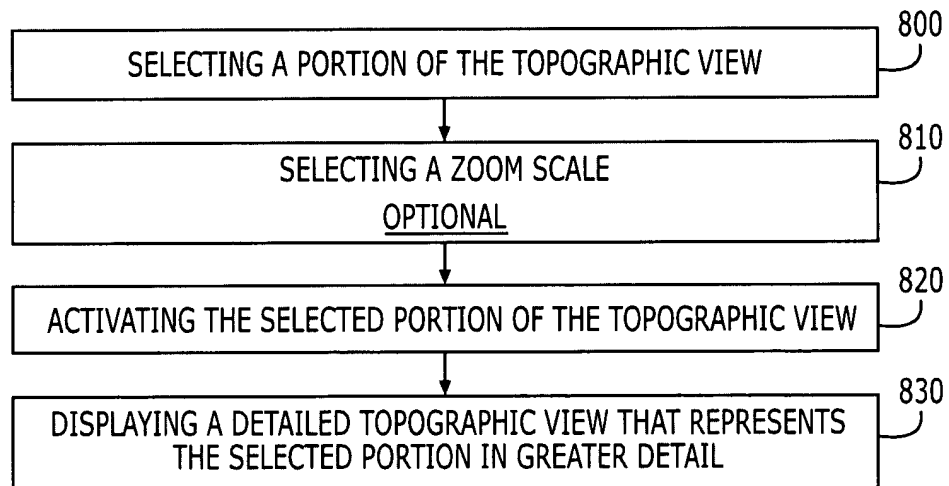 800
SELECTING A PORTION OF THE TOPOGRAPHIC VIEW
810
SELECTING A ZOOM SCALE
OPTIONAL
820
ACTIVATING THE SELECTED PORTION OF THE TOPOGRAPHIC VIEW
830
DISPLAYING A DETAILED TOPOGRAPHIC VIEW THAT REPRESENTS
THE SELECTED PORTION IN GREATER DETAIL